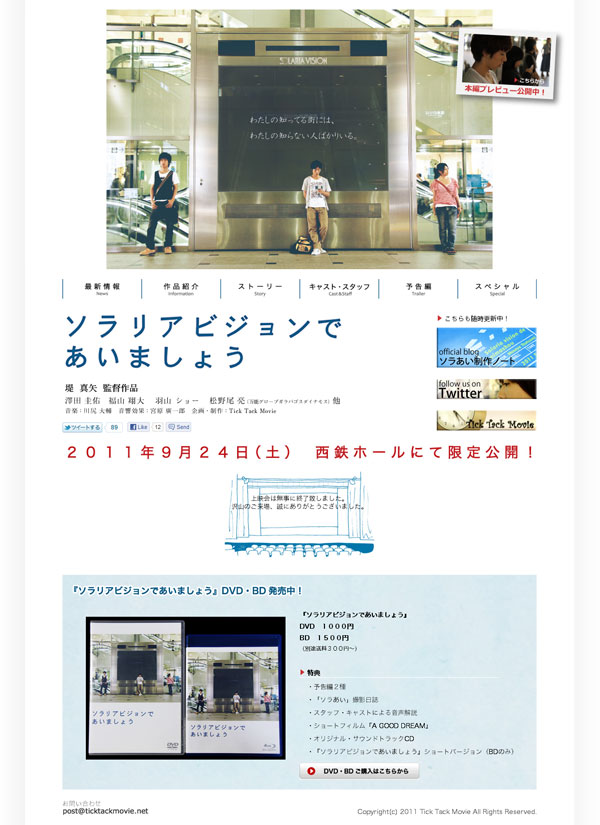 SOLARIA VISION
わたしの知ってる街には、
わたしの知らない人ばかりいる。
こちらから
本編プレビュー公開中！
最新情報
News
作品紹介
Information
ストーリー
Story
キャスト・スタッフ
Cast&Staff
予告編
Trailer
スペシャル
Special
ソラリアビジョンで
あいましょう
堤 真矢 監督作品
澤田 圭佑　福山 翔大　羽山 ショー　松野尾 亮（万能グローブガラパゴスダイナモス）他
音楽：川尻 大輔　音響効果：宮原 廣一郎　企画・制作：Tick Tack Movie
ツイートする
89
Like
12
Send
こちらも随時更新中！
official blog
ソラあい制作ノート
follow us on
Twitter
Tick Tack Movie
２０１１年９月２４日（土）　西鉄ホールにて限定公開！
上映会は無事に終了致しました。
沢山のご来場、誠にありがとうございました。
『ソラリアビジョンであいましょう』DVD・BD 発売中！
ソラリアビジョンで
あいましょう
DVD
ソラリアビジョンで
あいましょう
『ソラリアビジョンであいましょう』
DVD　１０００円
BD　１５００円
（別途送料３００円～）
特典
・予告編２種
・「ソラあい」撮影日誌
・スタッフ・キャストによる音声解説
・ショートフィルム「A GOOD DREAM」
・オリジナル・サウンドトラックCD
・『ソラリアビジョンであいましょう』ショートバージョン（BDのみ）
DVD・BD ご購入はこちらから
お問い合わせ
post@ticktackmovie.net
Copyright(c) 2011 Tick Tack Movie All Rights Reserved.